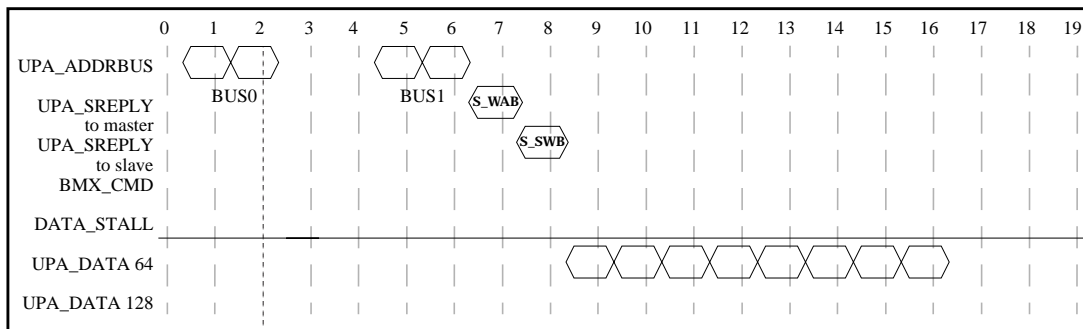 0 1 2 3 4 5 6 7 8 9 10 11 12 13 14 15 16 17 18 19
UPA_ADDRBUS
BUS0 BUS1
UPA_SREPLY S_WAB
to master
UPA_SREPLY S_SWB
to slave
BMX_CMD
DATA_STALL
UPA_DATA 64
UPA_DATA 128